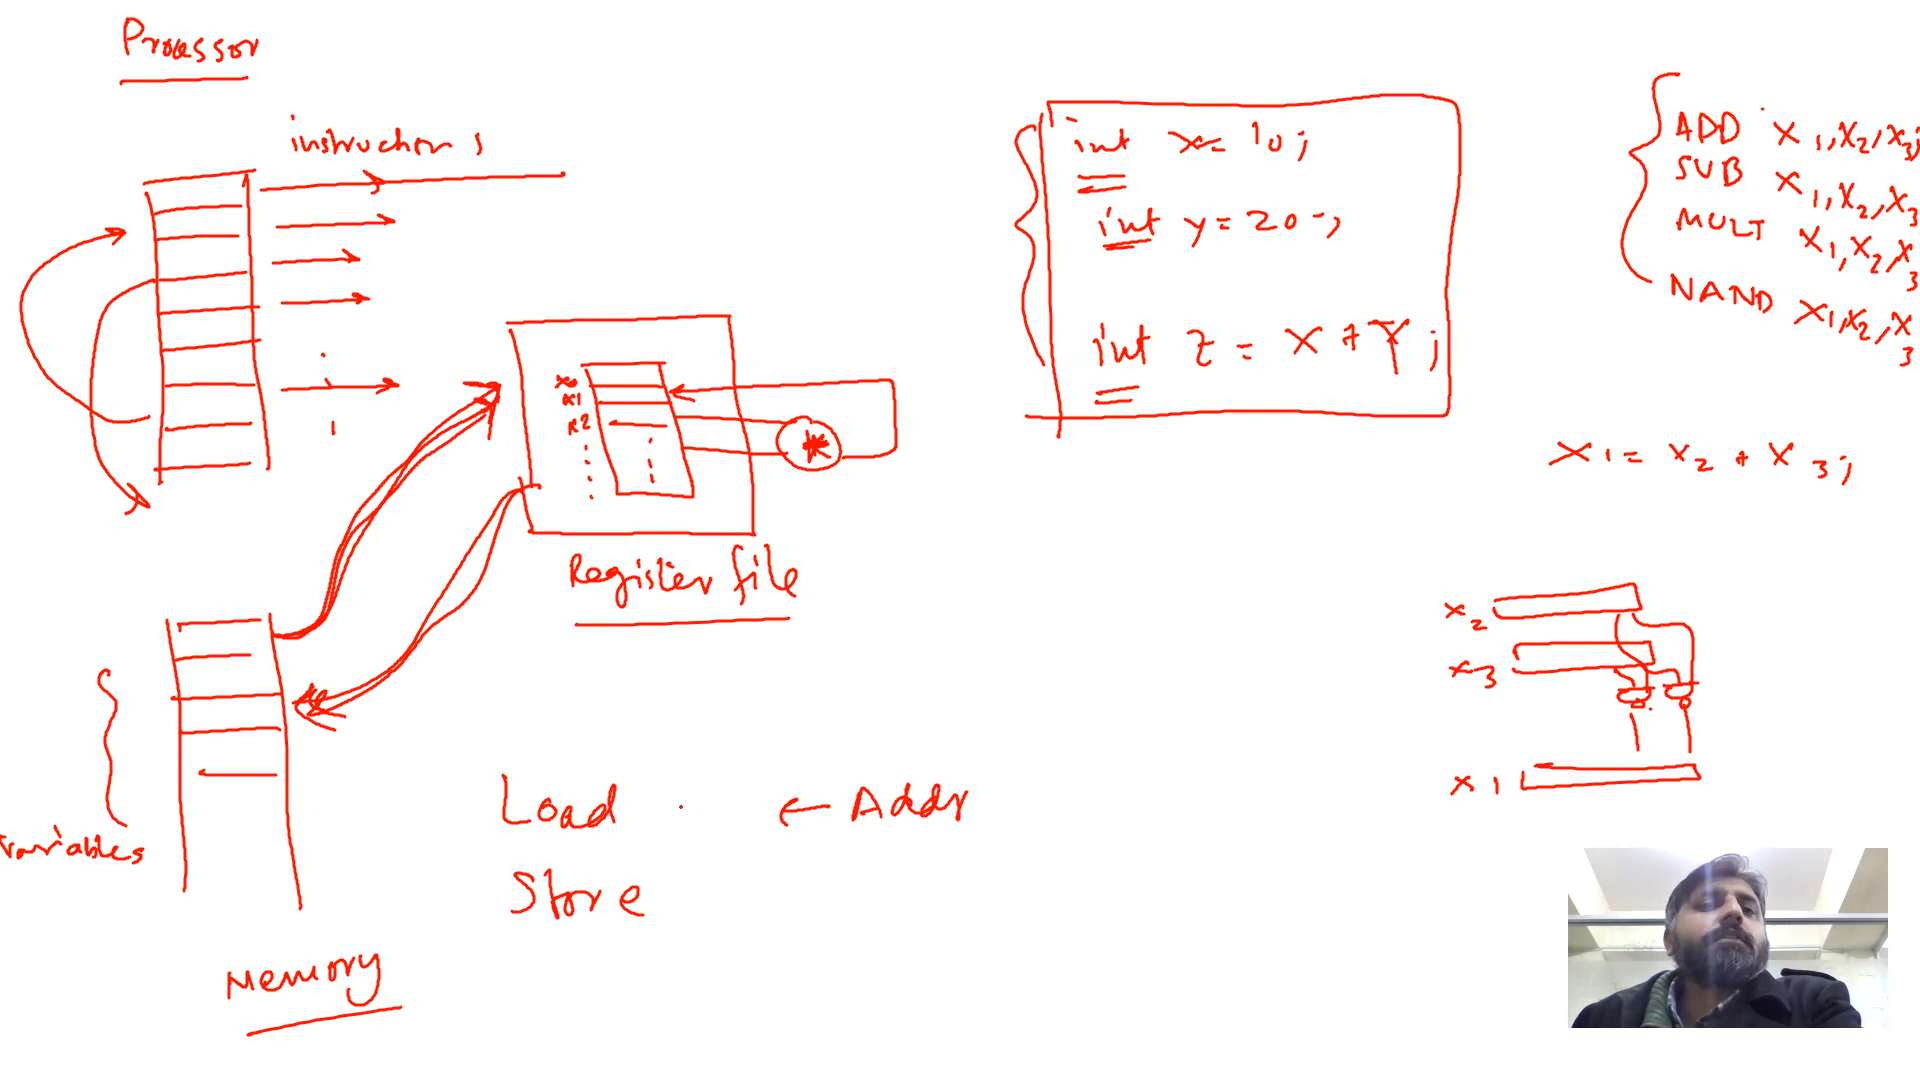 Processor
instructions
x0
x1
x2
Register file
variables
Memory
Load ← Addr
Store
int x = 10;
int y = 20;
int z = X + Y;
ADD X1,X2,X3;
SUB X1,X2,X3
MULT X1,X2,X3
NAND X1,X2,X3
X1 = X2 + X3;
x2
x3
x1